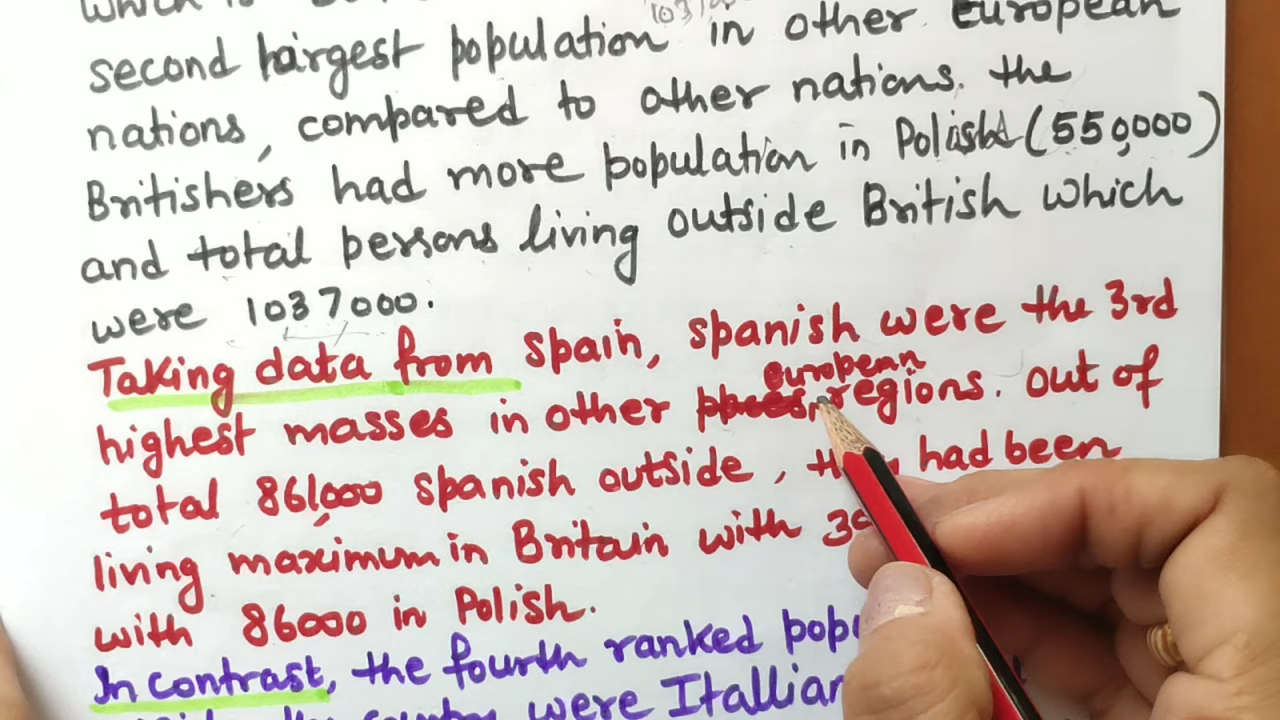 second largest population in other European
nations, compared to other nations. the
Britishers had more population in Polish (550,000)
and total persons living outside British which
were 1037000.
Taking data from spain, spanish were the 3rd
european
highest masses in other regions. out of
total 861,000 spanish outside, had been
living maximum in Britain with
with 86000 in Polish.
In contrast, the fourth ranked
were Itallian